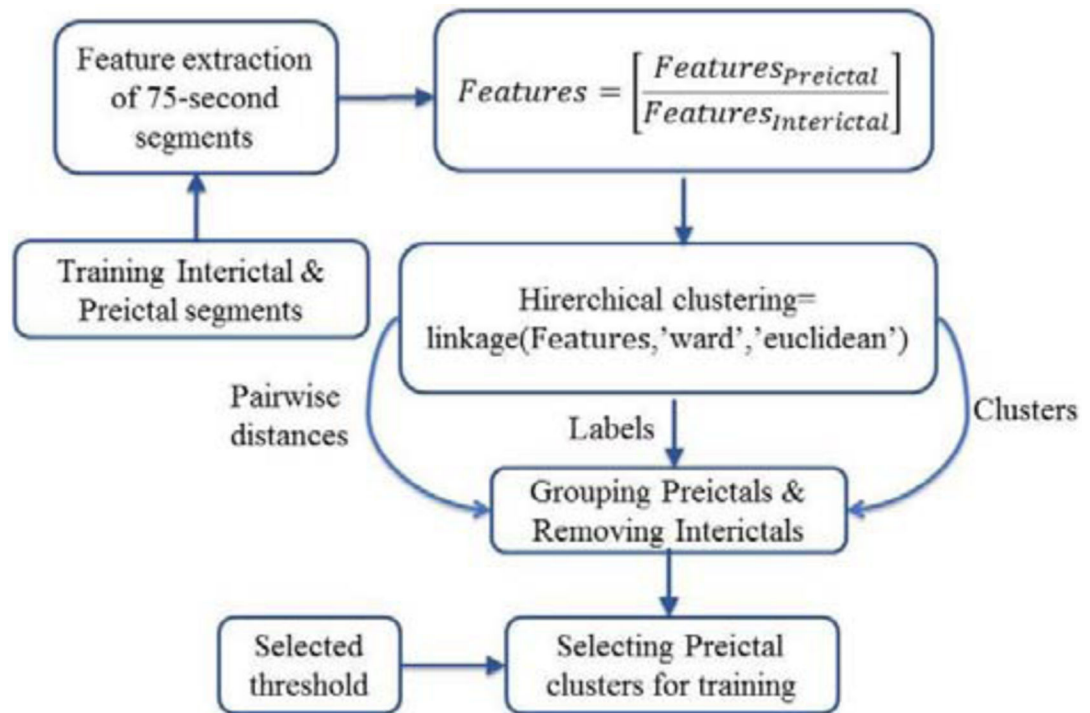 Feature extraction
of 75-second
segments
Features = [Features_Preictal / Features_Interictal]
Training Interictal &
Preictal segments
Hirerchical clustering=
linkage(Features,’ward’,’euclidean’)
Pairwise
distances
Labels
Clusters
Grouping Preictals &
Removing Interictals
Selected
threshold
Selecting Preictal
clusters for training